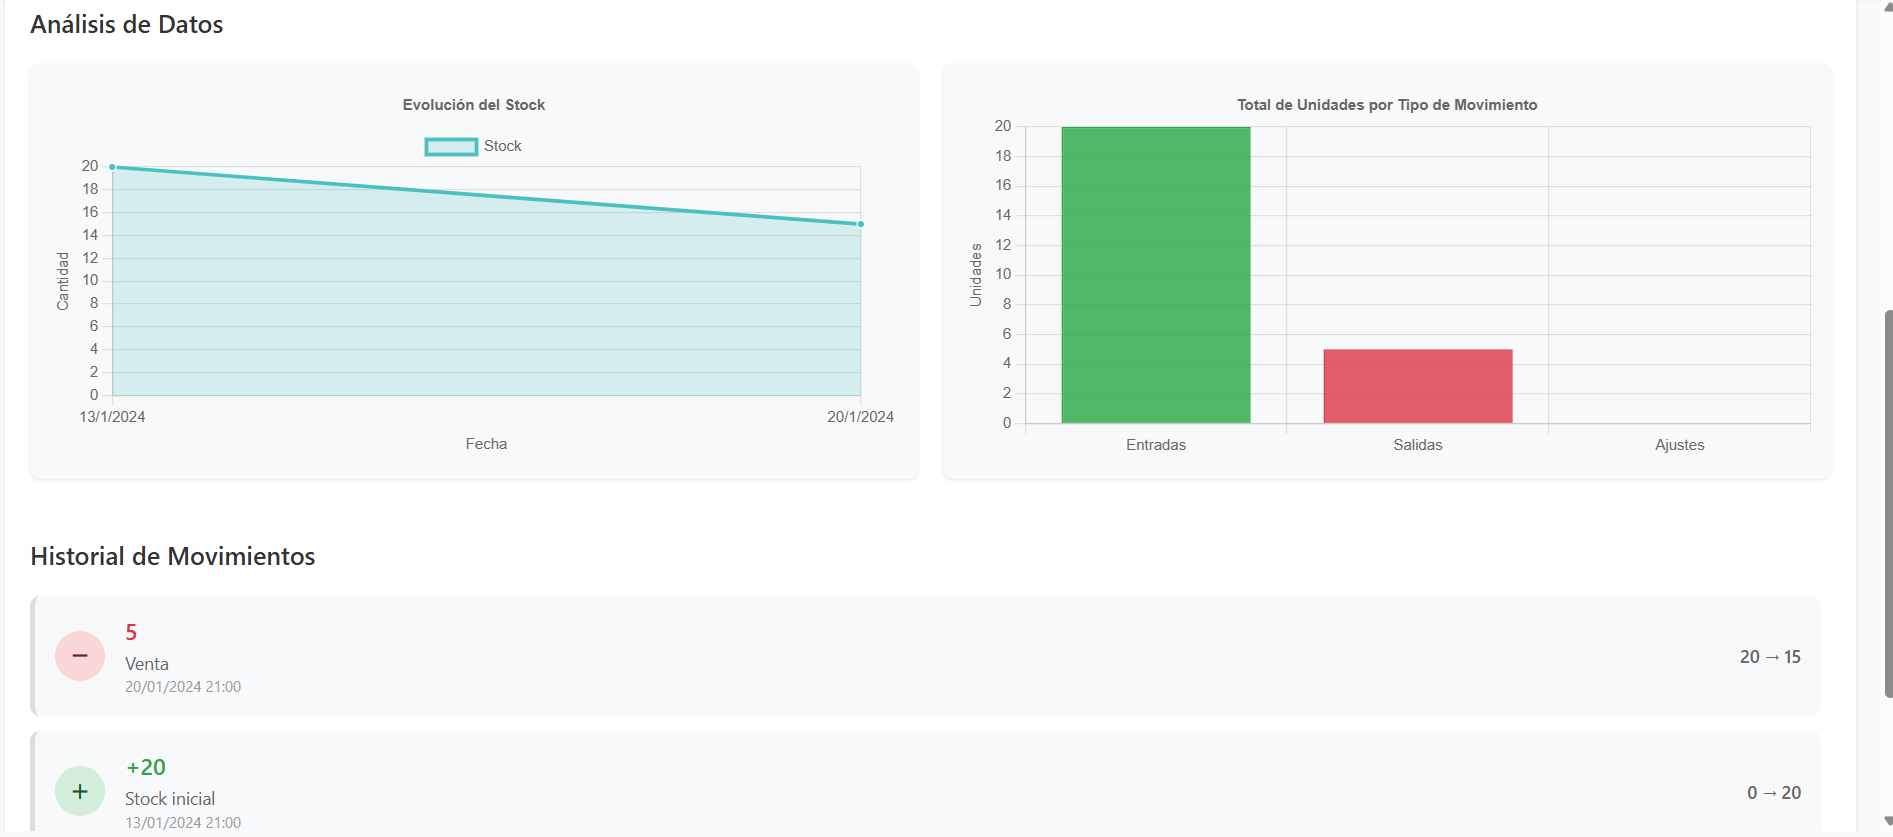 Análisis de Datos
Evolución del Stock
Stock
20
18
16
14
12
10
8
6
4
2
0
Cantidad
13/1/2024 20/1/2024
Fecha
Total de Unidades por Tipo de Movimiento
20
18
16
14
12
10
8
6
4
2
0
Unidades
Entradas Salidas Ajustes
Historial de Movimientos
5
Venta
20/01/2024 21:00
20 → 15
+20
Stock inicial
13/01/2024 21:00
0 → 20